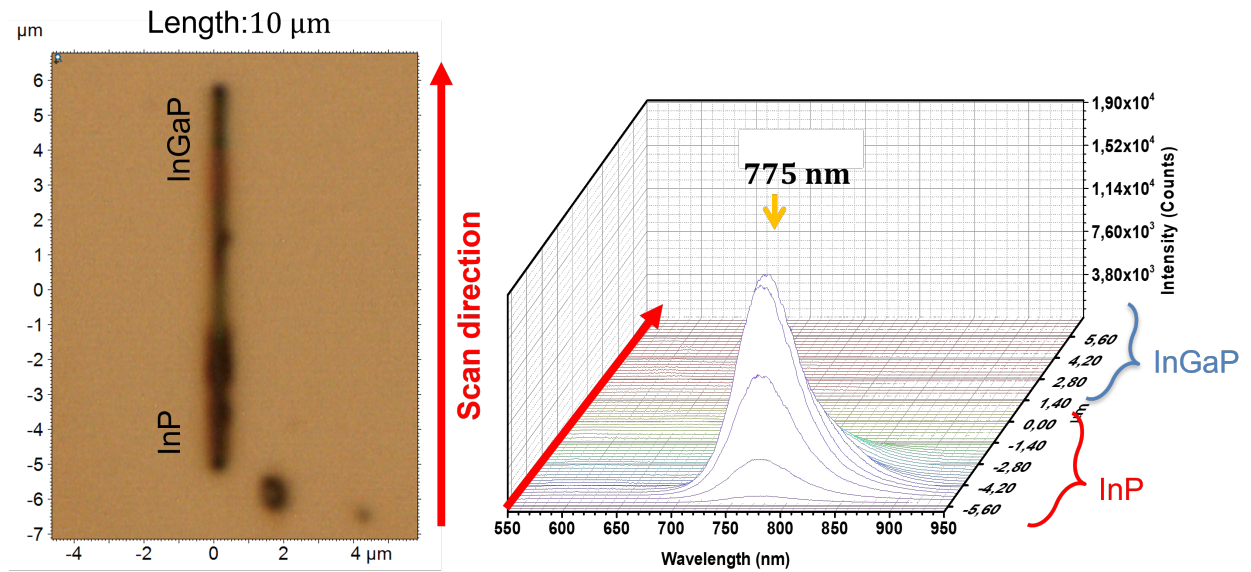 Length:10 µm
µm
6
5
4
3
2
1
0
-1
-2
-3
-4
-5
-6
-7
-4
-2
0
2
4 µm
InGaP
InP
Scan direction
775 nm
1,90x10⁴
1,52x10⁴
1,14x10⁴
7,60x10³
3,80x10³
Intensity (Counts)
5,60
4,20
2,80
1,40
0,00
-1,40
-2,80
-4,20
-5,60
InGaP
InP
550 600 650 700 750 800 850 900 950
Wavelength (nm)